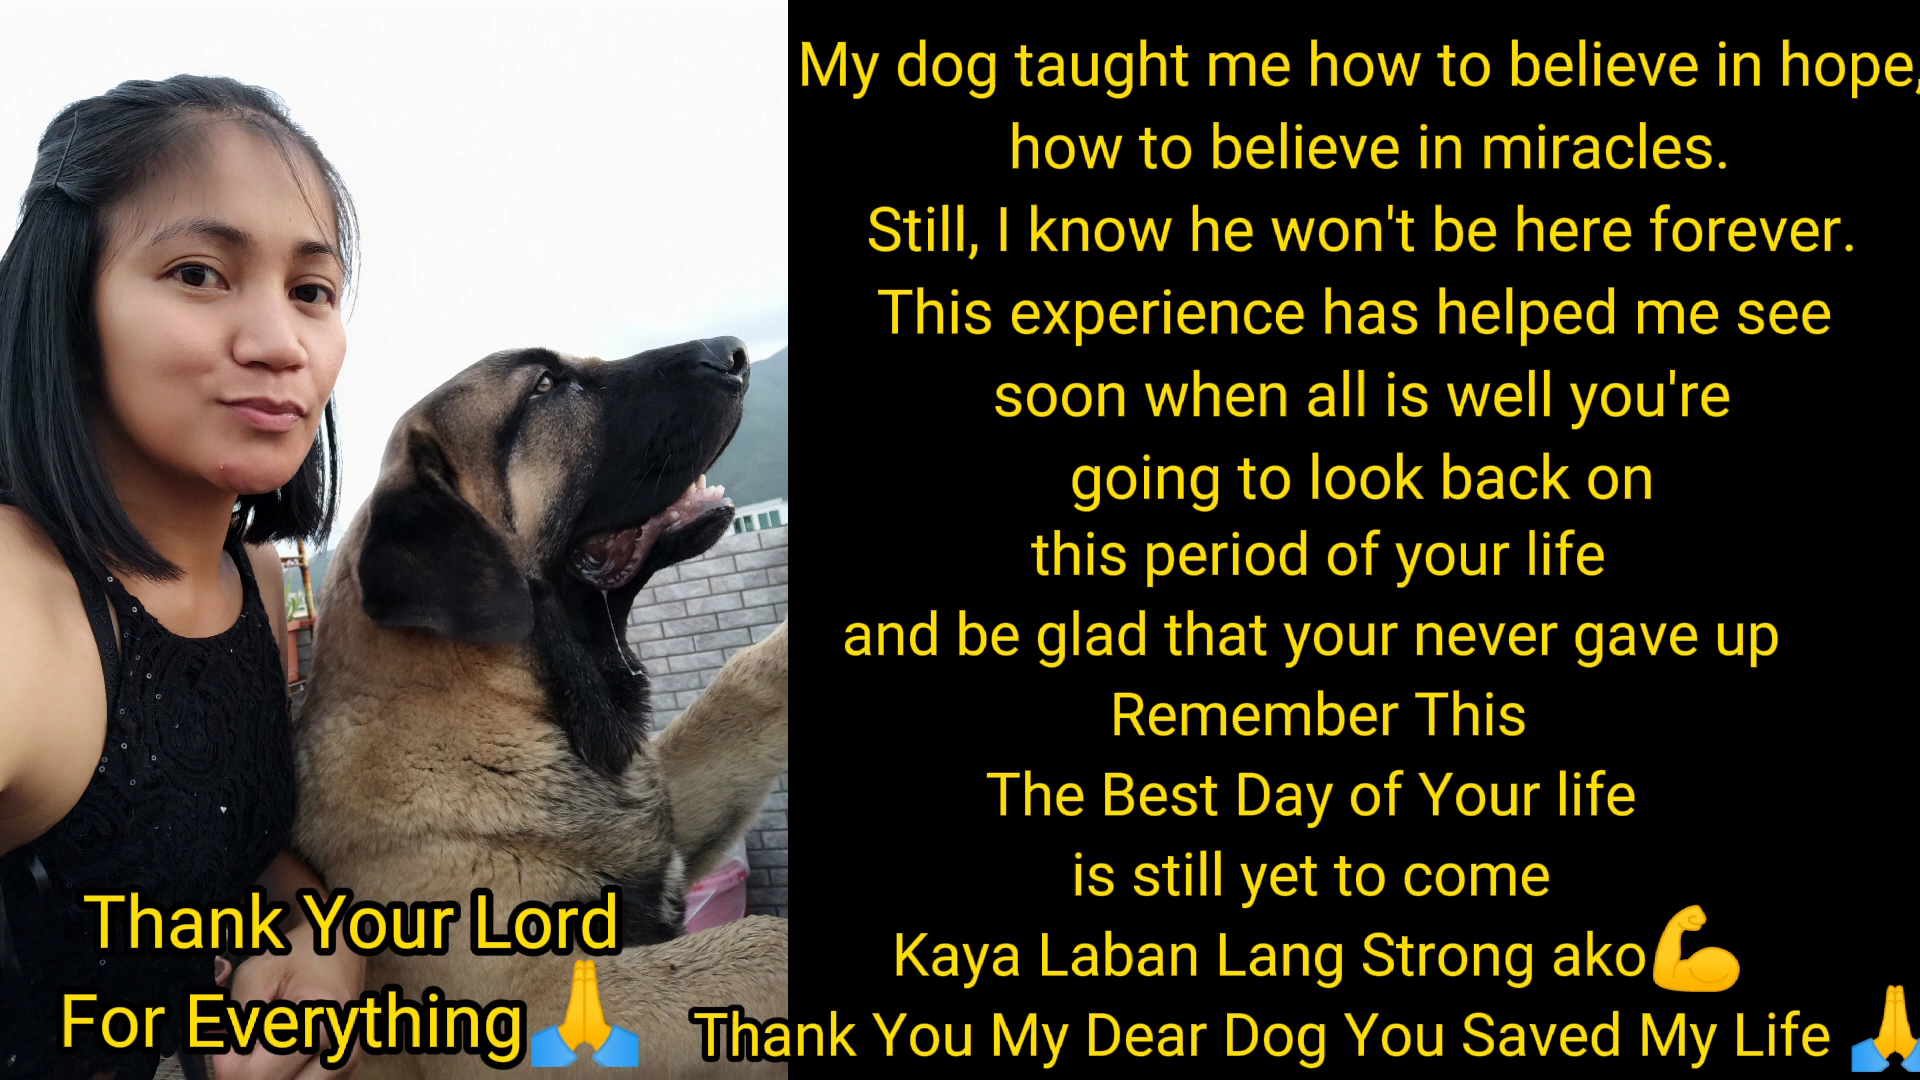 My dog taught me how to believe in hope,
how to believe in miracles.
Still, I know he won't be here forever.
This experience has helped me see
soon when all is well you're
going to look back on
this period of your life
and be glad that your never gave up
Remember This
The Best Day of Your life
is still yet to come
Kaya Laban Lang Strong ako💪
Thank You My Dear Dog You Saved My Life 🙏
Thank Your Lord
For Everything🙏